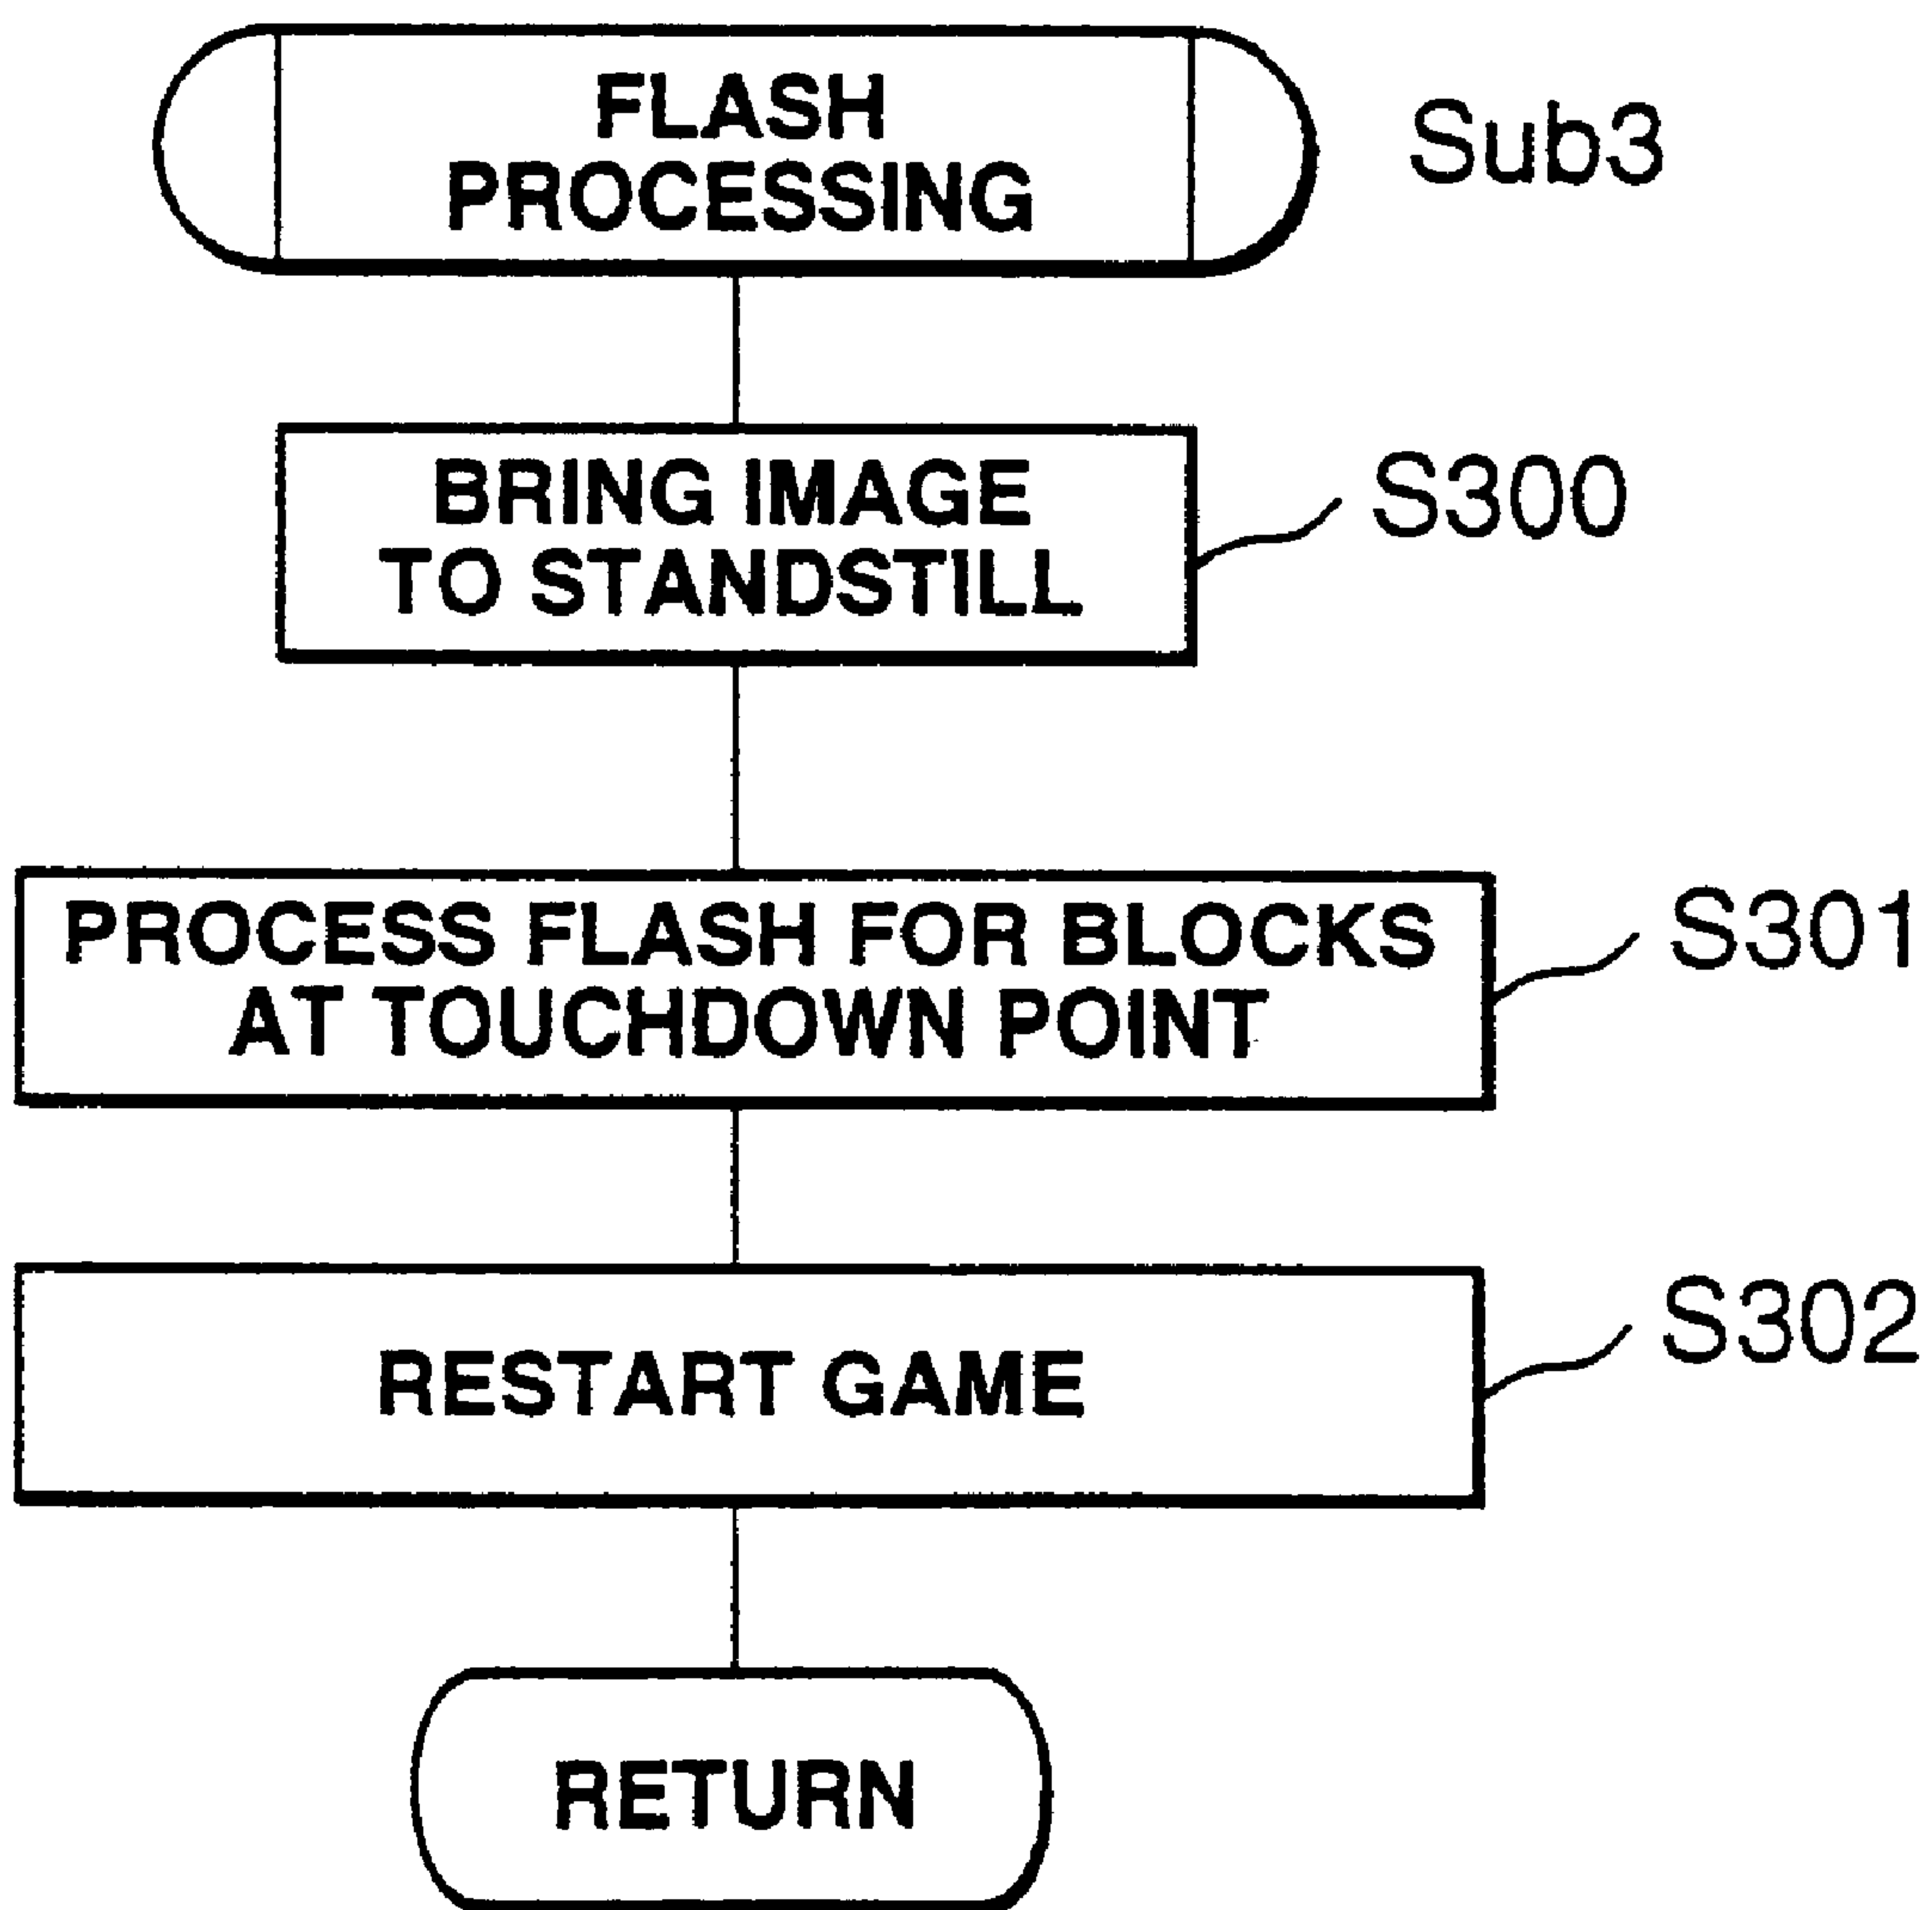 FLASH
PROCESSING
Sub3
BRING IMAGE
TO STANDSTILL
S300
PROCESS FLASH FOR BLOCKS
AT TOUCHDOWN POINT
S301
RESTART GAME
S302
RETURN